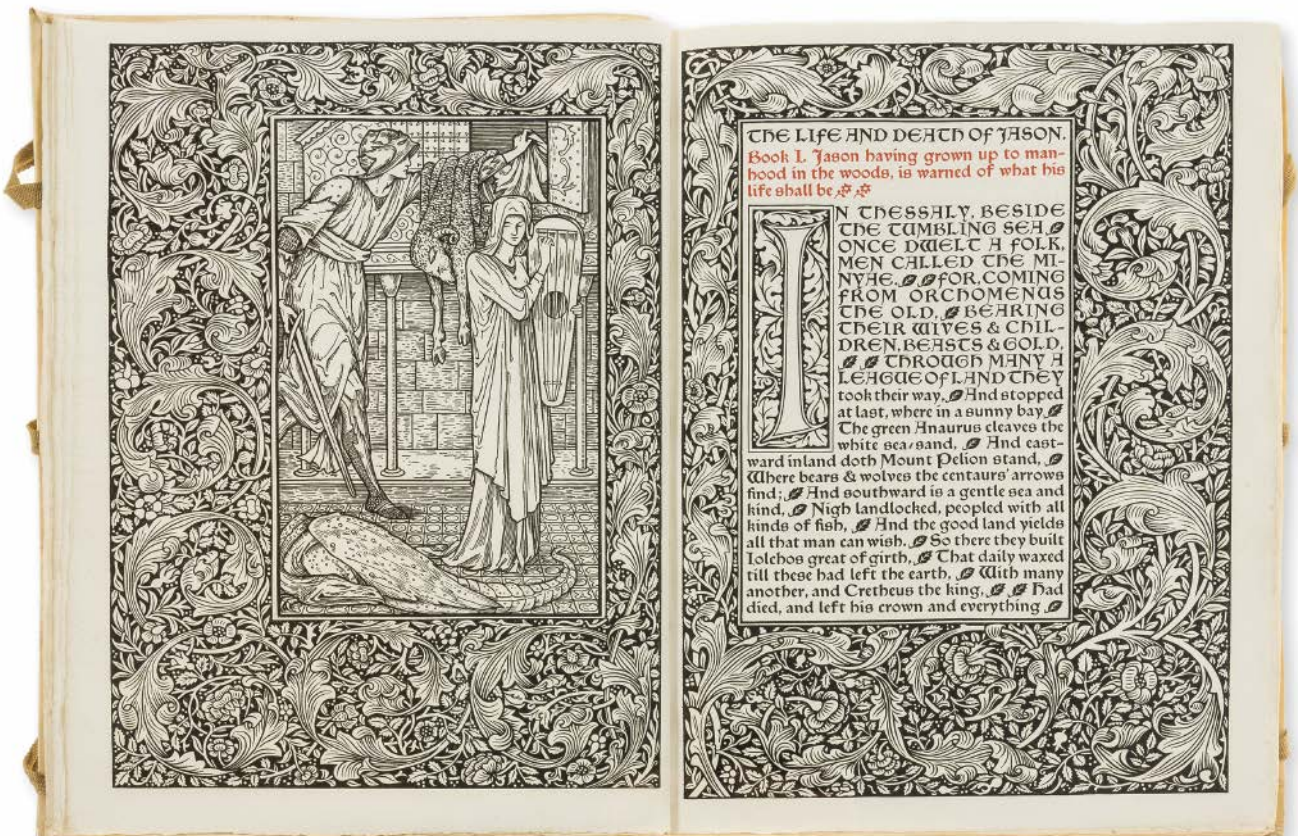 THE LIFE AND DEATH OF JASON.
Book I. Jason having grown up to man-
hood in the woods, is warned of what his
life shall be
IN THESSALY, BESIDE
THE TUMBLING SEA,
ONCE DWELT A FOLK,
MEN CALLED THE MI-
NYAE. FOR, COMING
FROM ORCHOMENUS
THE OLD, BEARING
THEIR WIVES & CHIL-
DREN, BEASTS & GOLD,
THROUGH MANY A
LEAGUE OF LAND THEY
took their way, And stopped
at last, where in a sunny bay
The green Anaurus cleaves the
white sea-sand, And east-
ward inland doth Mount Pelion stand,
Where bears & wolves the centaurs' arrows
find; And southward is a gentle sea and
kind, Nigh landlocked, peopled with all
kinds of fish, And the good land yields
all that man can wish. So there they built
Iolchos great of girth, That daily waxed
till these had left the earth, With many
another, and Cretheus the king, Had
died, and left his crown and everything